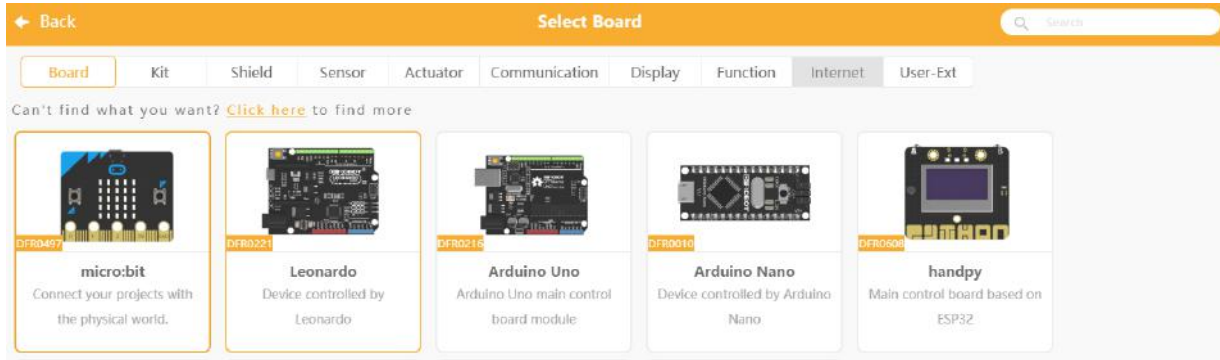 Back
Select Board
Search
Board Kit Shield Sensor Actuator Communication Display Function Internet User-Ext
Can't find what you want? Click here to find more
DFR0497
micro:bit
Connect your projects with
the physical world.
DFR0221
Leonardo
Device controlled by
Leonardo
DFR0216
Arduino Uno
Arduino Uno main control
board module
DFR0010
Arduino Nano
Device controlled by Arduino
Nano
DFR0608
handpy
Main control board based on
ESP32